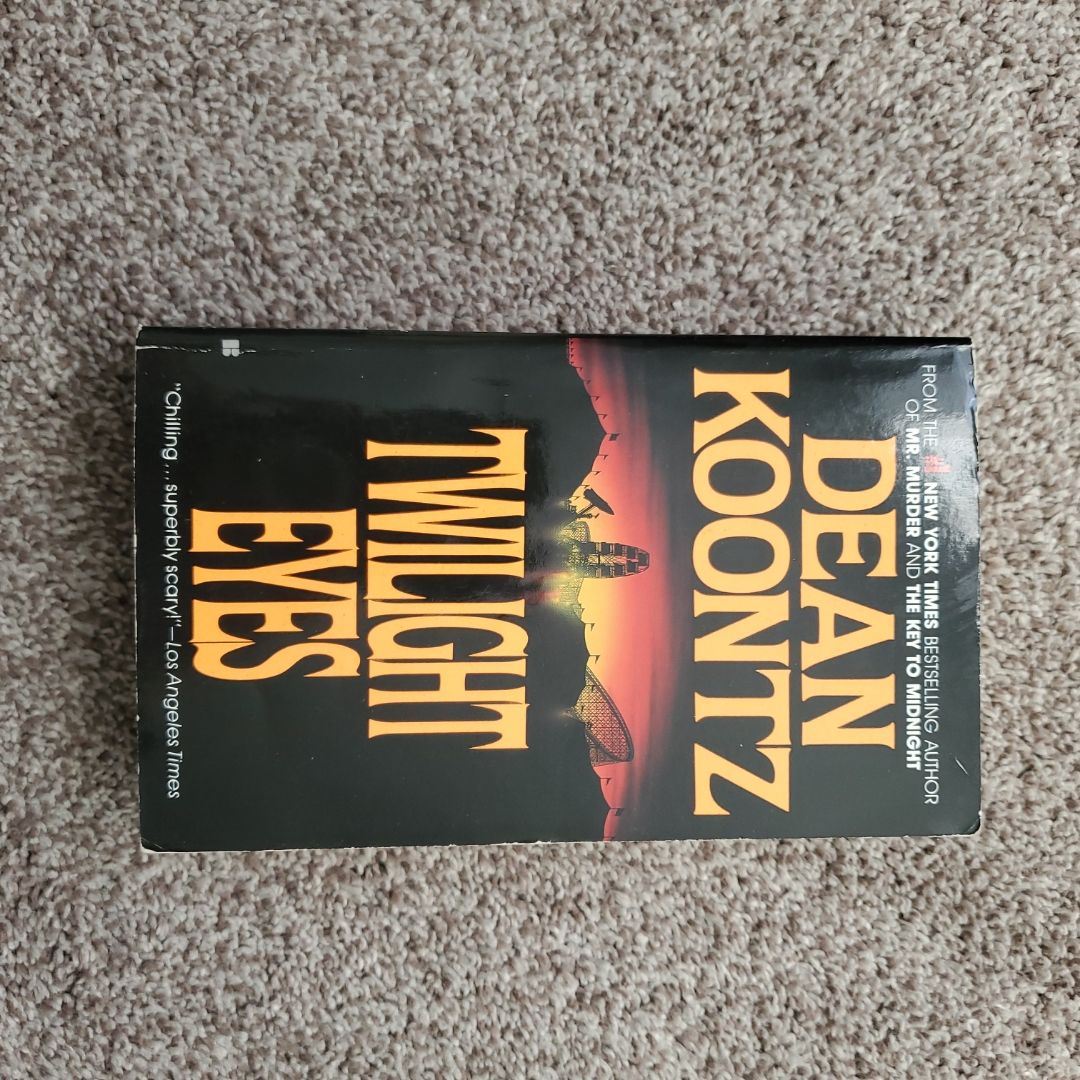 FROM THE #1 NEW YORK TIMES BESTSELLING AUTHOR
OF MR. MURDER AND THE KEY TO MIDNIGHT
DEAN
KOONTZ
TWILIGHT
EYES
"Chilling...superbly scary!"—Los Angeles Times